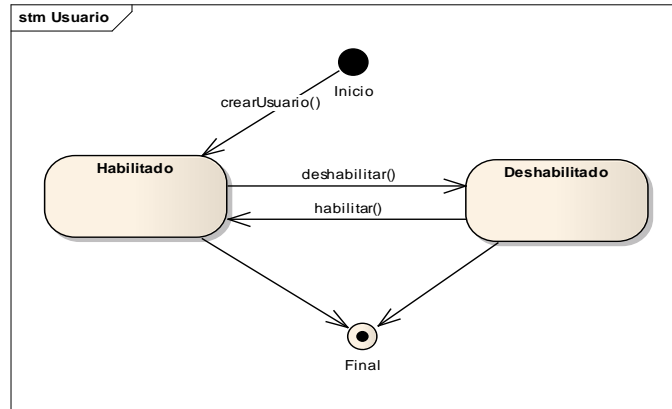 stm Usuario
Inicio
crearUsuario()
Habilitado
deshabilitar()
Deshabilitado
habilitar()
Final